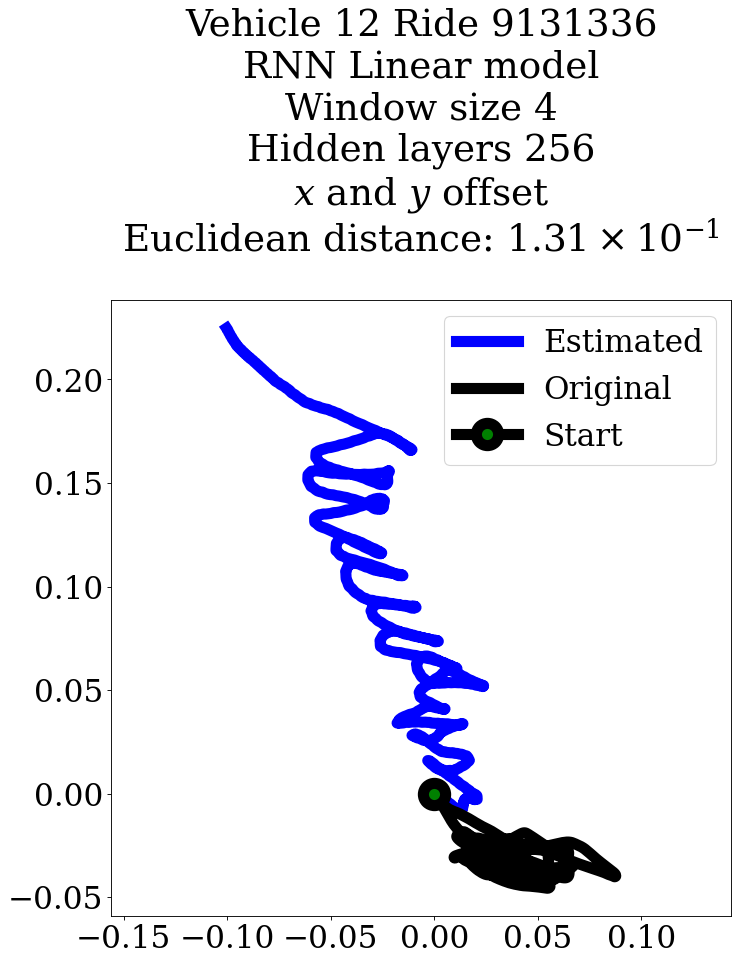 Vehicle 12 Ride 9131336
RNN Linear model
Window size 4
Hidden layers 256
x and y offset
Euclidean distance: 1.31 × 10⁻¹
Estimated
Original
Start
0.20
0.15
0.10
0.05
0.00
−0.05
−0.15 −0.10 −0.05 0.00 0.05 0.10